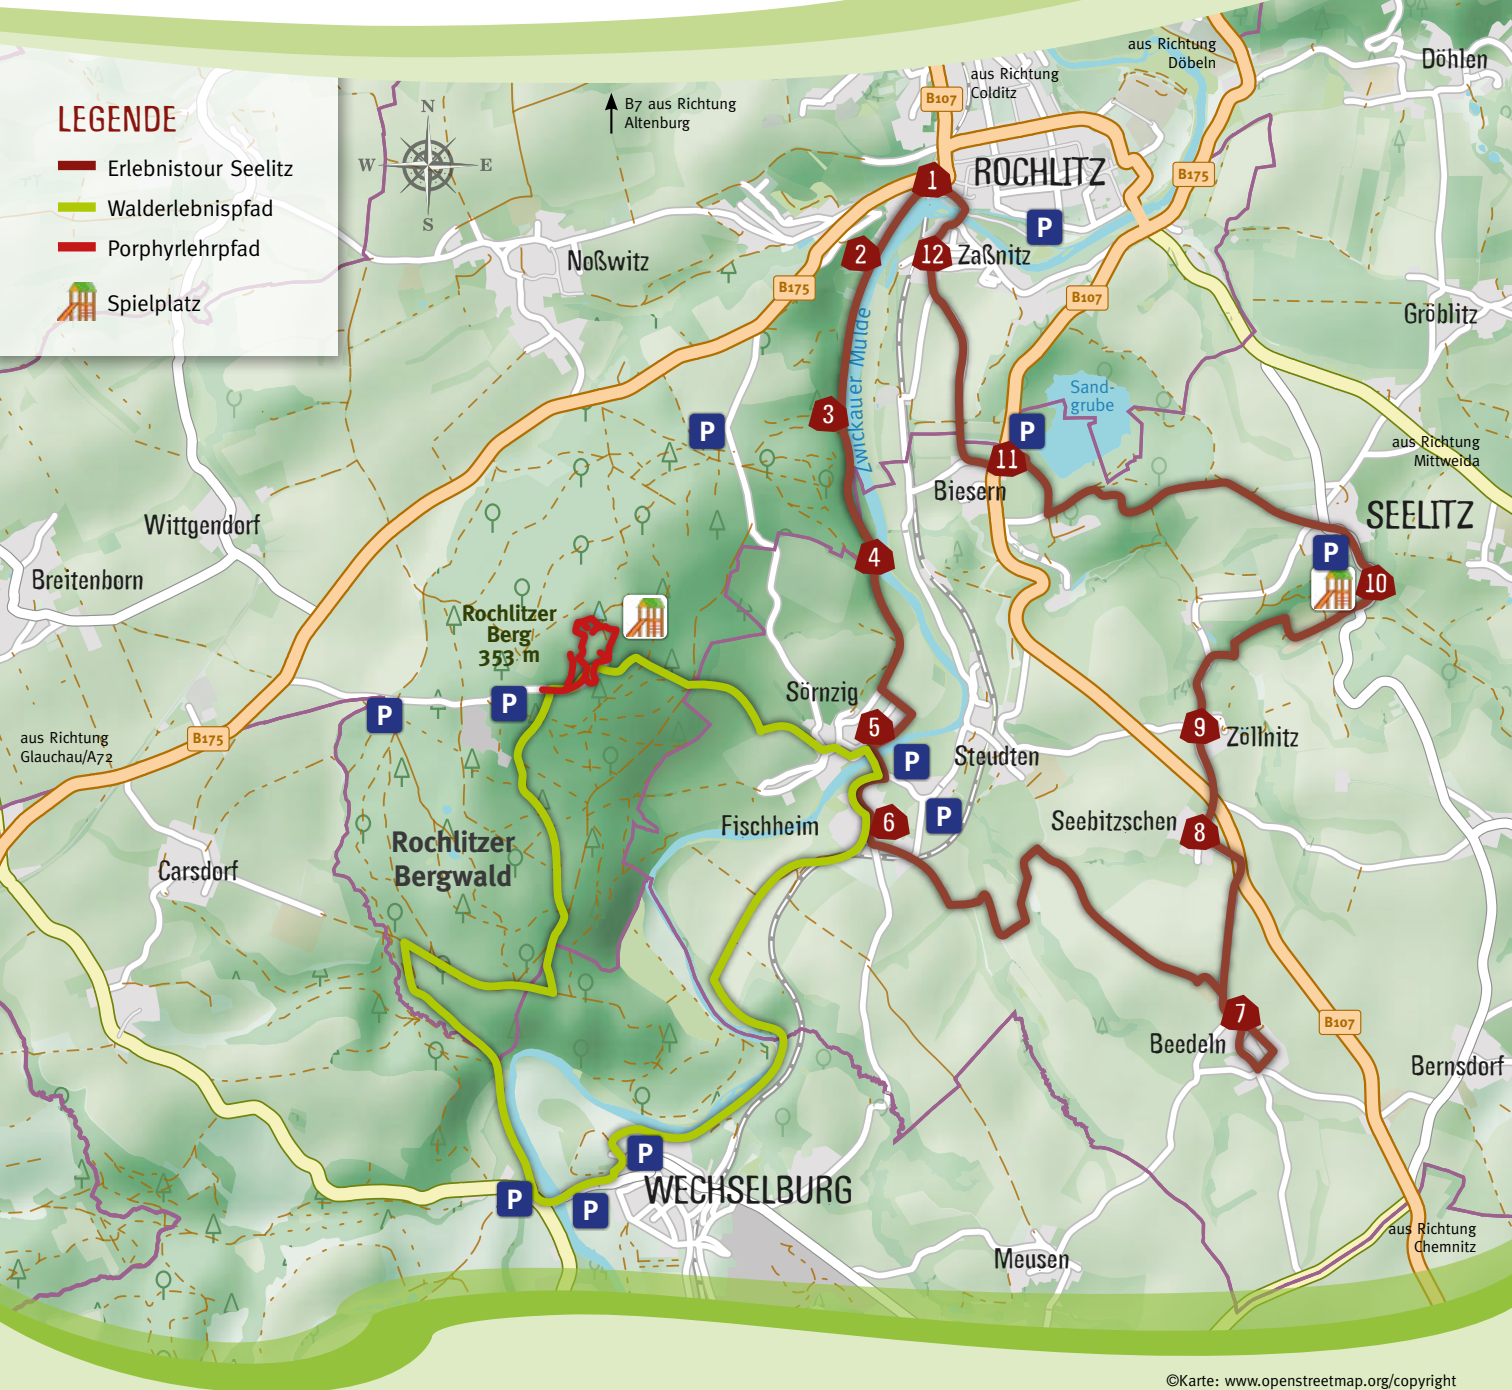 aus Richtung
Döbeln
Döhlen
aus Richtung
Colditz
B107
B7 aus Richtung
Altenburg
LEGENDE
Erlebnistour Seelitz
Walderlebnispfad
Porphyrlehrpfad
Spielplatz
N
W
E
S
1
ROCHLITZ
B175
P
2
12
Zaßnitz
Noßwitz
B175
B107
Gröblitz
Zwickauer Mulde
Sand-
grube
3
P
P
11
aus Richtung
Mittweida
Biesern
SEELITZ
Wittgendorf
4
P
10
Breitenborn
Rochlitzer
Berg
353 m
Sörnzig
P
P
5
9
Zöllnitz
aus Richtung
Glauchau/A72
B175
P
Steudten
Fischheim
6
P
Seebitzschen
8
Rochlitzer
Bergwald
Carsdorf
7
B107
Beedeln
Bernsdorf
P
WECHSELBURG
P
P
Meusen
aus Richtung
Chemnitz
©Karte: www.openstreetmap.org/copyright